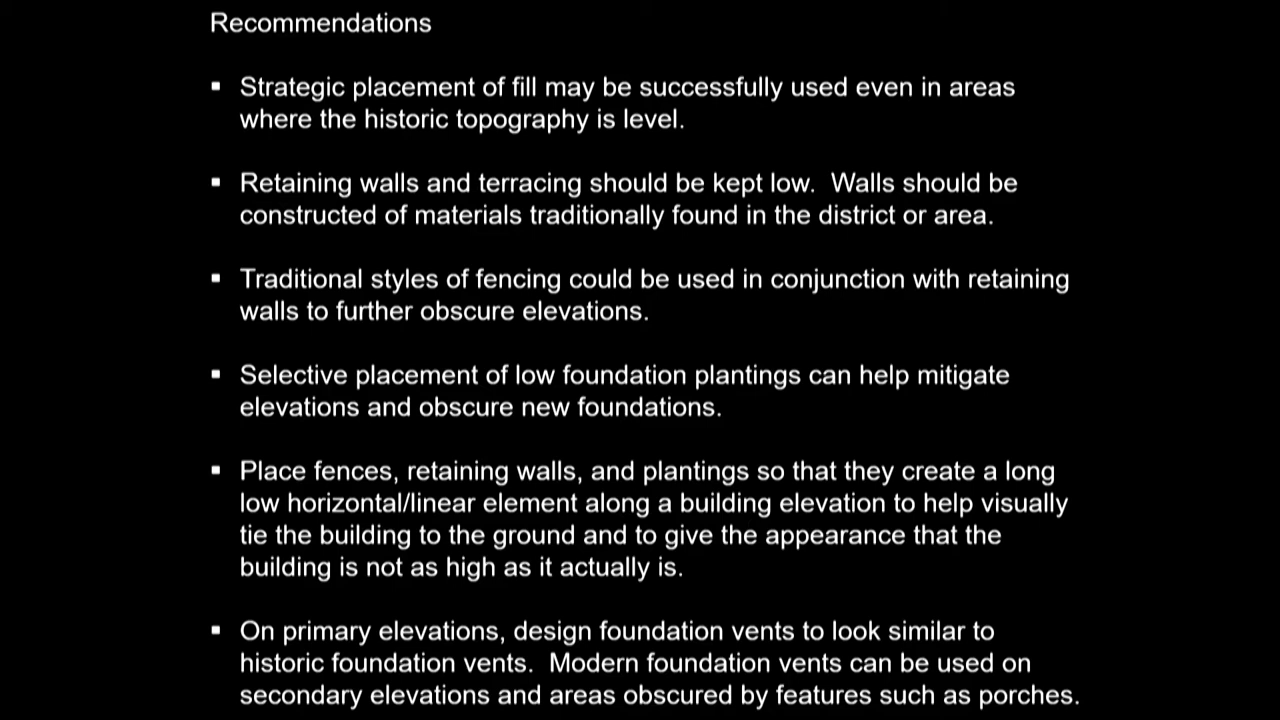 Recommendations
▪ Strategic placement of fill may be successfully used even in areas
where the historic topography is level.
▪ Retaining walls and terracing should be kept low.  Walls should be
constructed of materials traditionally found in the district or area.
▪ Traditional styles of fencing could be used in conjunction with retaining
walls to further obscure elevations.
▪ Selective placement of low foundation plantings can help mitigate
elevations and obscure new foundations.
▪ Place fences, retaining walls, and plantings so that they create a long
low horizontal/linear element along a building elevation to help visually
tie the building to the ground and to give the appearance that the
building is not as high as it actually is.
▪ On primary elevations, design foundation vents to look similar to
historic foundation vents.  Modern foundation vents can be used on
secondary elevations and areas obscured by features such as porches.